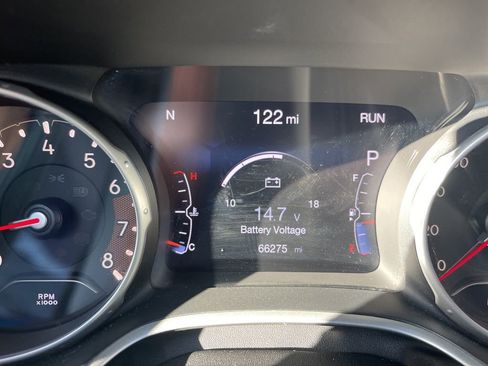 N 122 mi RUN
P
3 4 5 6 7 8
H
C
F
E
10 18
14.7 V
Battery Voltage
66275 mi
RPM
x1000